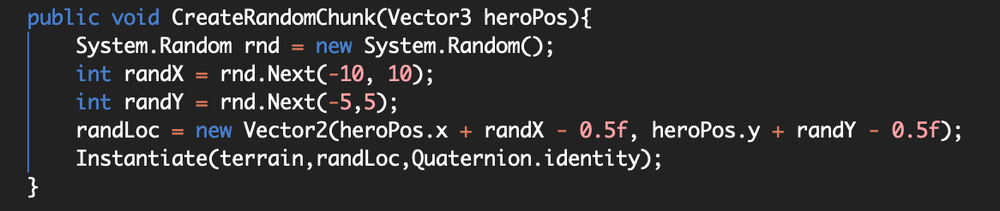 public void CreateRandomChunk(Vector3 heroPos){
    System.Random rnd = new System.Random();
    int randX = rnd.Next(-10, 10);
    int randY = rnd.Next(-5,5);
    randLoc = new Vector2(heroPos.x + randX - 0.5f, heroPos.y + randY - 0.5f);
    Instantiate(terrain,randLoc,Quaternion.identity);
}